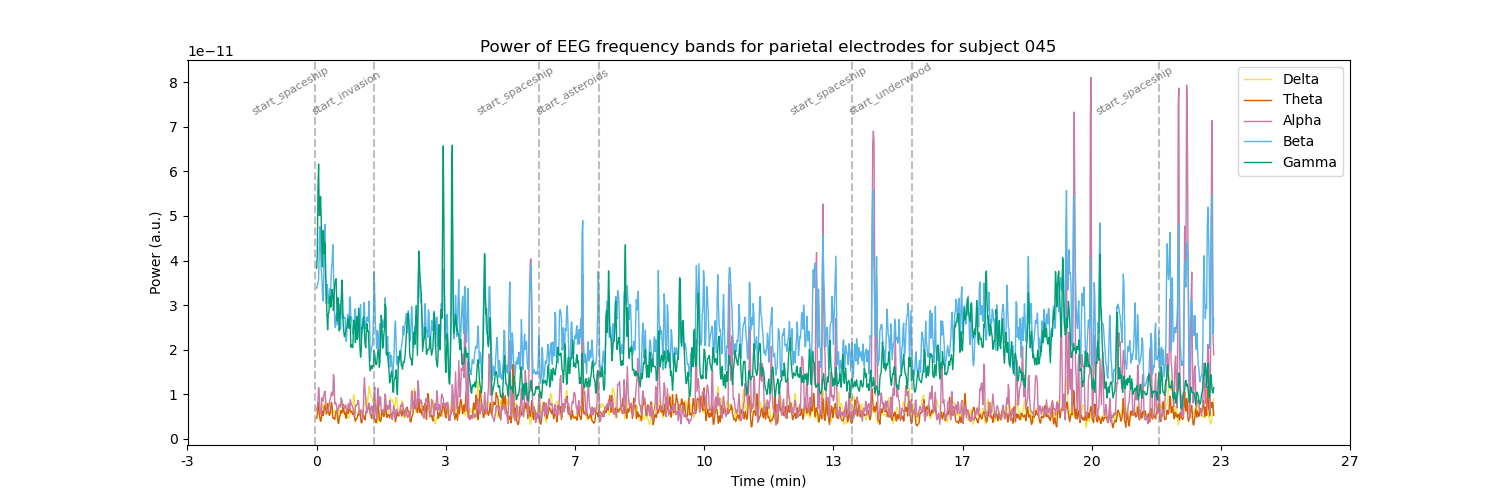 Power of EEG frequency bands for parietal electrodes for subject 045
1e−11
start_spaceship
start_invasion
start_spaceship
start_asteroids
start_spaceship
start_underwood
start_spaceship
Delta
Theta
Alpha
Beta
Gamma
8
7
6
5
4
3
2
1
0
Power (a.u.)
-3 0 3 7 10 13 17 20 23 27
Time (min)